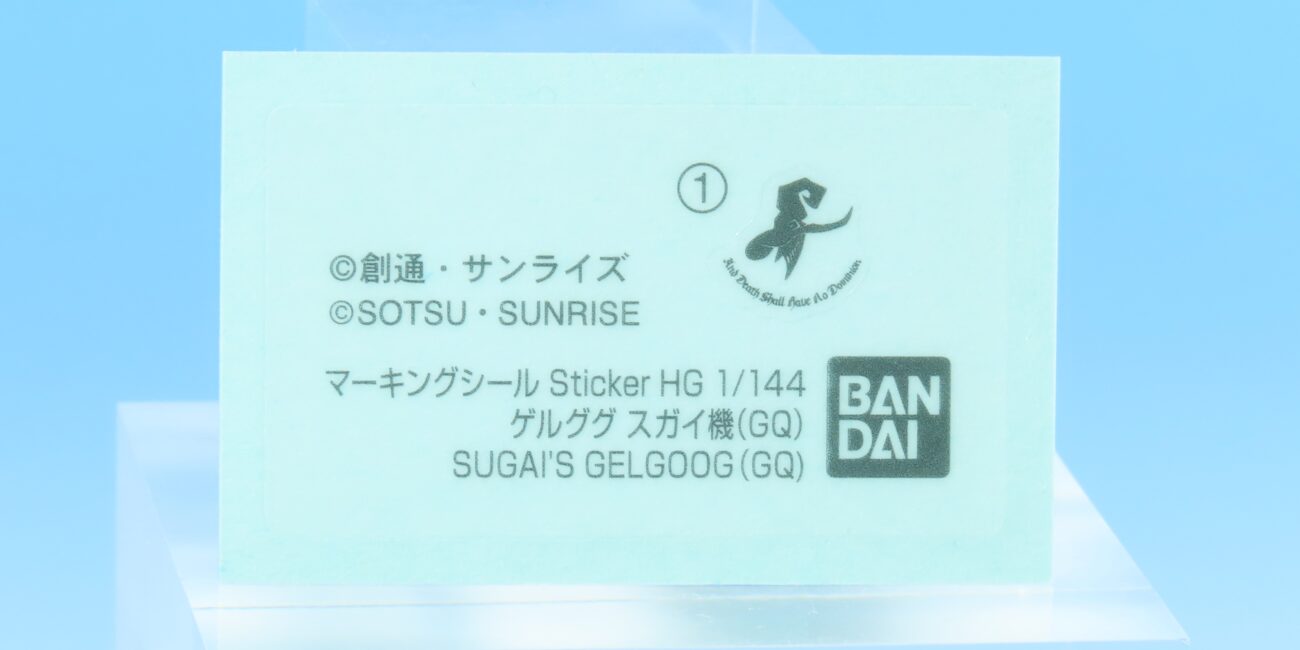 ①
And Death Shall Have No Dominion
©創通・サンライズ
©SOTSU・SUNRISE
マーキングシール Sticker HG 1/144
ゲルググ スガイ機(GQ)
SUGAI'S GELGOOG(GQ)
BAN
DAI